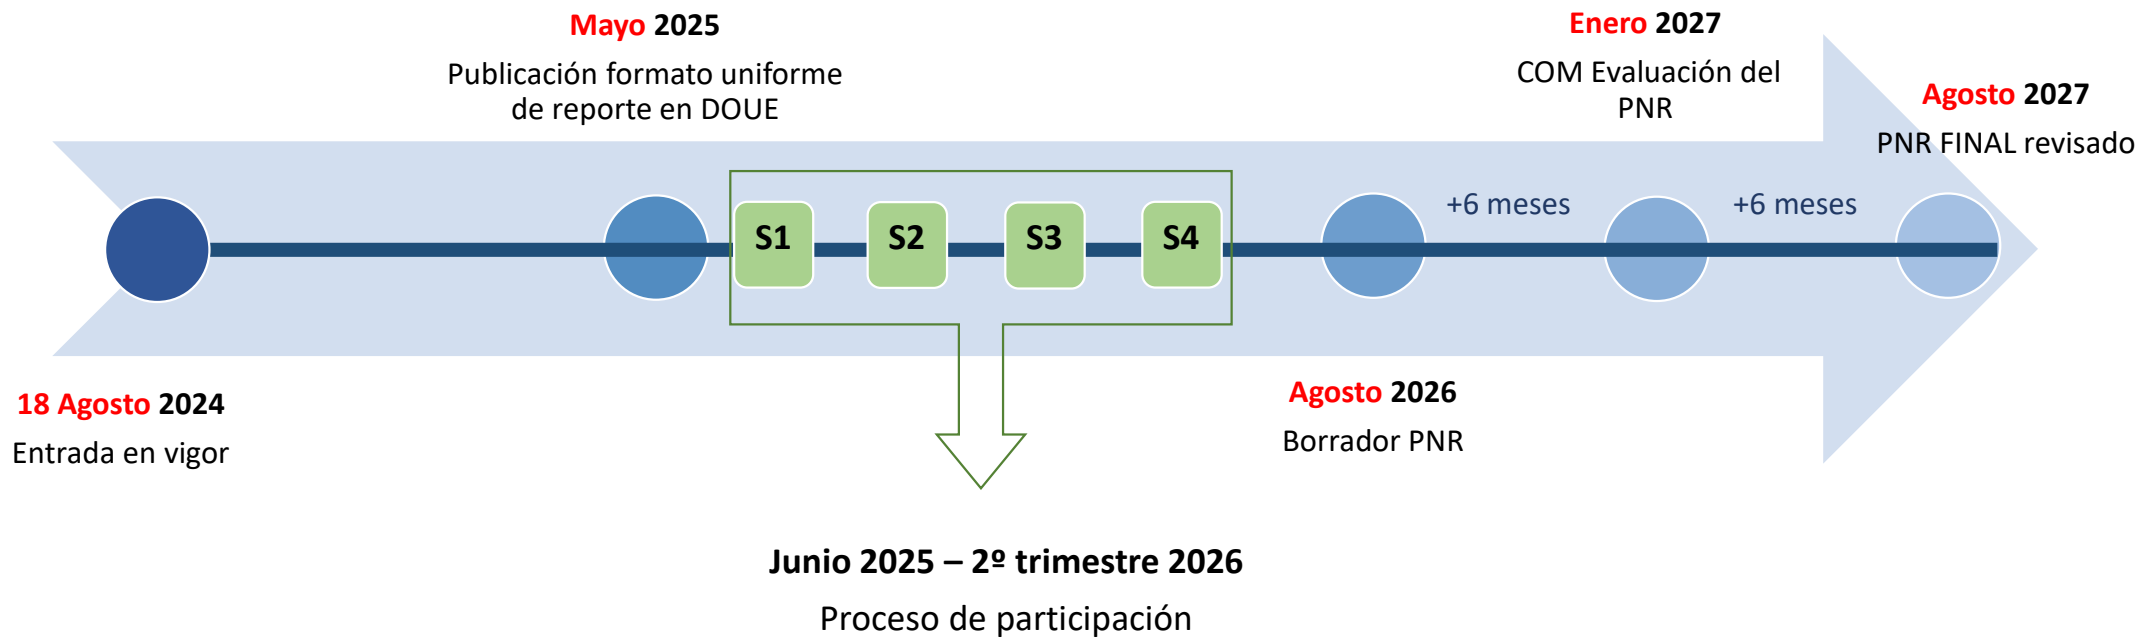 Mayo 2025
Publicación formato uniforme
de reporte en DOUE
Enero 2027
COM Evaluación del
PNR
Agosto 2027
PNR FINAL revisado
S1
S2
S3
S4
+6 meses
+6 meses
18 Agosto 2024
Entrada en vigor
Agosto 2026
Borrador PNR
Junio 2025 – 2º trimestre 2026
Proceso de participación